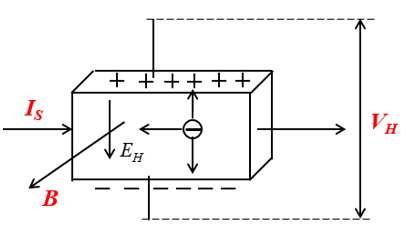 + + + + + +
I_S
V_H
E_H
B